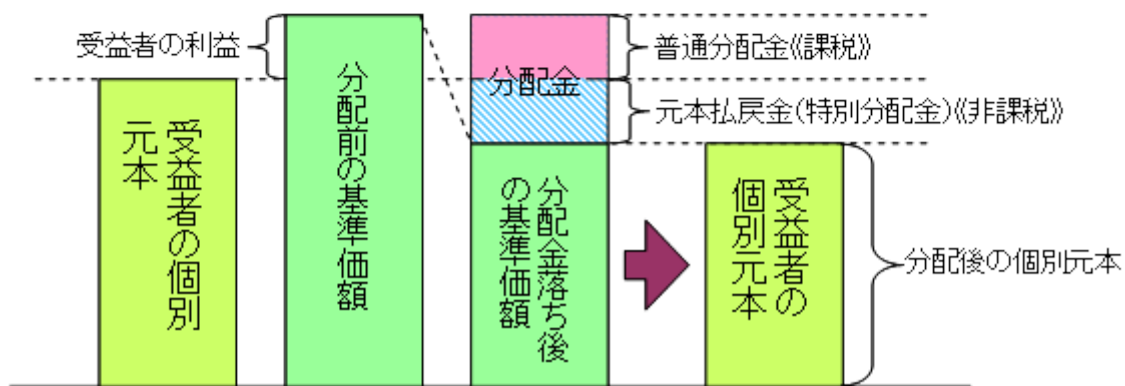 受益者の利益
受益者の個別
元本
分配前の基準価額
分配金
分配金落ち後
の基準価額
普通分配金《課税》
元本払戻金(特別分配金)《非課税》
受益者の
個別元本
分配後の個別元本